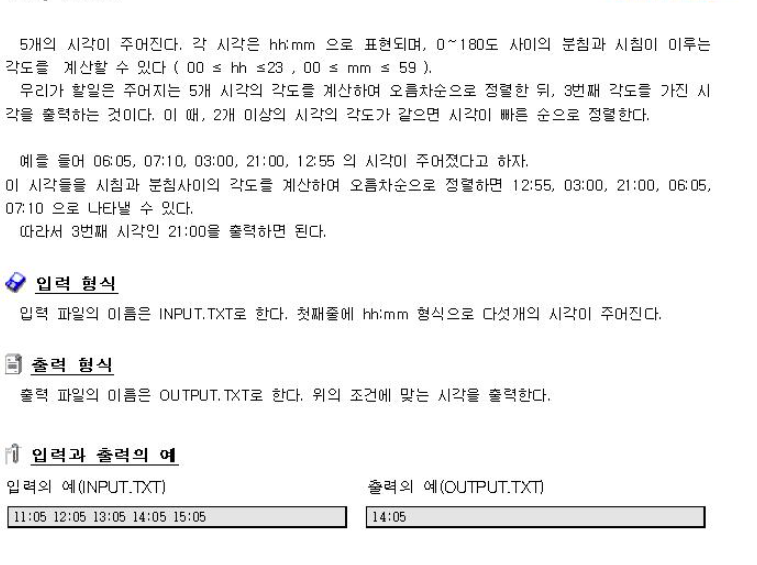 5개의 시각이 주어진다. 각 시각은 hh:mm 으로 표현되며, 0~180도 사이의 분침과 시침이 이루는
각도를 계산할 수 있다 ( 00 ≤ hh ≤23 , 00 ≤ mm ≤ 59 ).
우리가 할일은 주어지는 5개 시각의 각도를 계산하여 오름차순으로 정렬한 뒤, 3번째 각도를 가진 시
각을 출력하는 것이다. 이 때, 2개 이상의 시각의 각도가 같으면 시각이 빠른 순으로 정렬한다.
예를 들어 06:05, 07:10, 03:00, 21:00, 12:55 의 시각이 주어졌다고 하자.
이 시각들을 시침과 분침사이의 각도를 계산하여 오름차순으로 정렬하면 12:55, 03:00, 21:00, 06:05,
07:10 으로 나타낼 수 있다.
따라서 3번째 시각인 21:00을 출력하면 된다.
입력 형식
입력 파일의 이름은 INPUT.TXT로 한다. 첫째줄에 hh:mm 형식으로 다섯개의 시각이 주어진다.
출력 형식
출력 파일의 이름은 OUTPUT.TXT로 한다. 위의 조건에 맞는 시각을 출력한다.
입력과 출력의 예
입력의 예(INPUT.TXT)
출력의 예(OUTPUT.TXT)
11:05 12:05 13:05 14:05 15:05
14:05